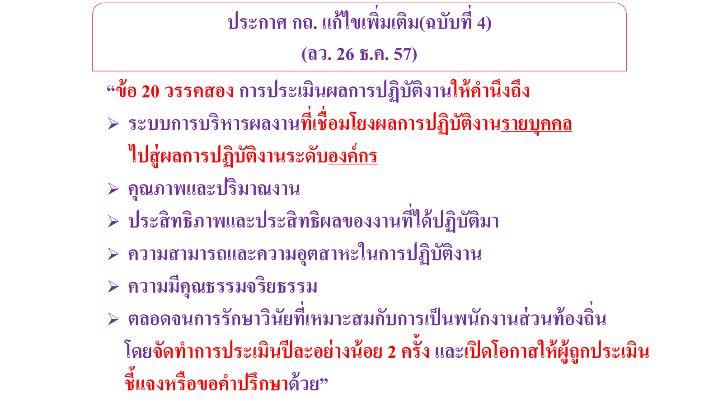 ประกาศ กถ. แก้ไขเพิ่มเติม(ฉบับที่ 4)
(ลว. 26 ธ.ค. 57)
“ข้อ 20 วรรคสอง การประเมินผลการปฏิบัติงานให้คำนึงถึง
➢ ระบบการบริหารผลงานที่เชื่อมโยงผลการปฏิบัติงานรายบุคคล
ไปสู่ผลการปฏิบัติงานระดับองค์กร
➢ คุณภาพและปริมาณงาน
➢ ประสิทธิภาพและประสิทธิผลของงานที่ได้ปฏิบัติมา
➢ ความสามารถและความอุตสาหะในการปฏิบัติงาน
➢ ความมีคุณธรรมจริยธรรม
➢ ตลอดจนการรักษาวินัยที่เหมาะสมกับการเป็นพนักงานส่วนท้องถิ่น
โดยจัดทำการประเมินปีละอย่างน้อย 2 ครั้ง และเปิดโอกาสให้ผู้ถูกประเมิน
ชี้แจงหรือขอคำปรึกษาด้วย”